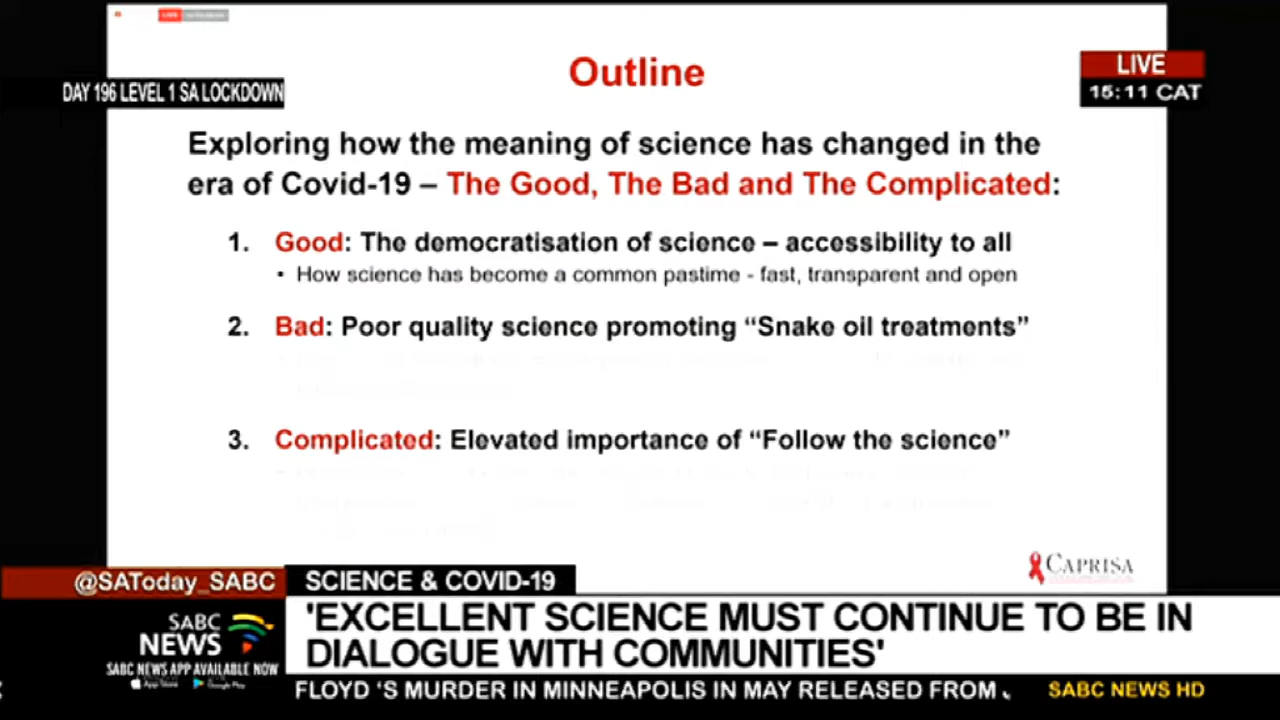 LIVE
Outline
LIVE
15:11 CAT
DAY 196 LEVEL 1 SA LOCKDOWN
Exploring how the meaning of science has changed in the
era of Covid-19 – The Good, The Bad and The Complicated:
1. Good: The democratisation of science – accessibility to all
• How science has become a common pastime - fast, transparent and open
2. Bad: Poor quality science promoting “Snake oil treatments”
3. Complicated: Elevated importance of “Follow the science”
CAPRISA
@SAToday_SABC
SCIENCE & COVID-19
'EXCELLENT SCIENCE MUST CONTINUE TO BE IN
DIALOGUE WITH COMMUNITIES'
SABC
NEWS
SABC NEWS APP AVAILABLE NOW
App Store Google Play
FLOYD 'S MURDER IN MINNEAPOLIS IN MAY RELEASED FROM
SABC NEWS HD